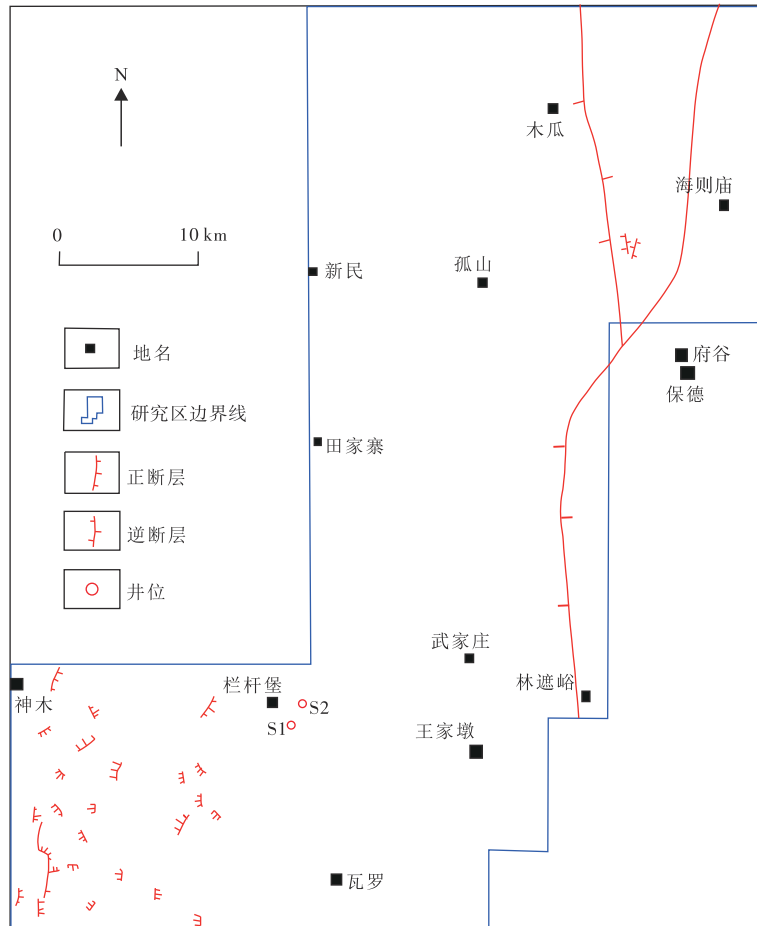 N
木瓜
海则庙
0 10 km
新民
孤山
地名
府谷
保德
研究区边界线
田家寨
正断层
逆断层
井位
武家庄
神木
栏杆堡
S2
林遮峪
S1
王家墩
瓦罗